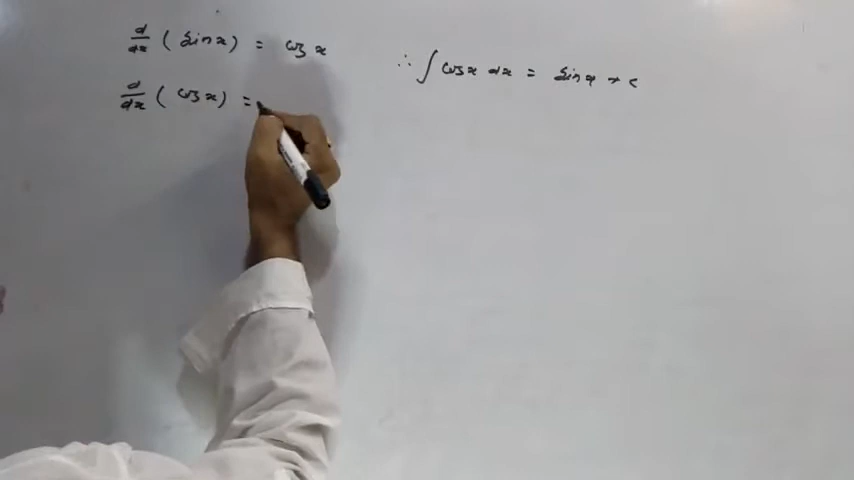 d/dx (sin x) = cos x
∴ ∫ cos x dx = sin x + c
d/dx (cos x) =